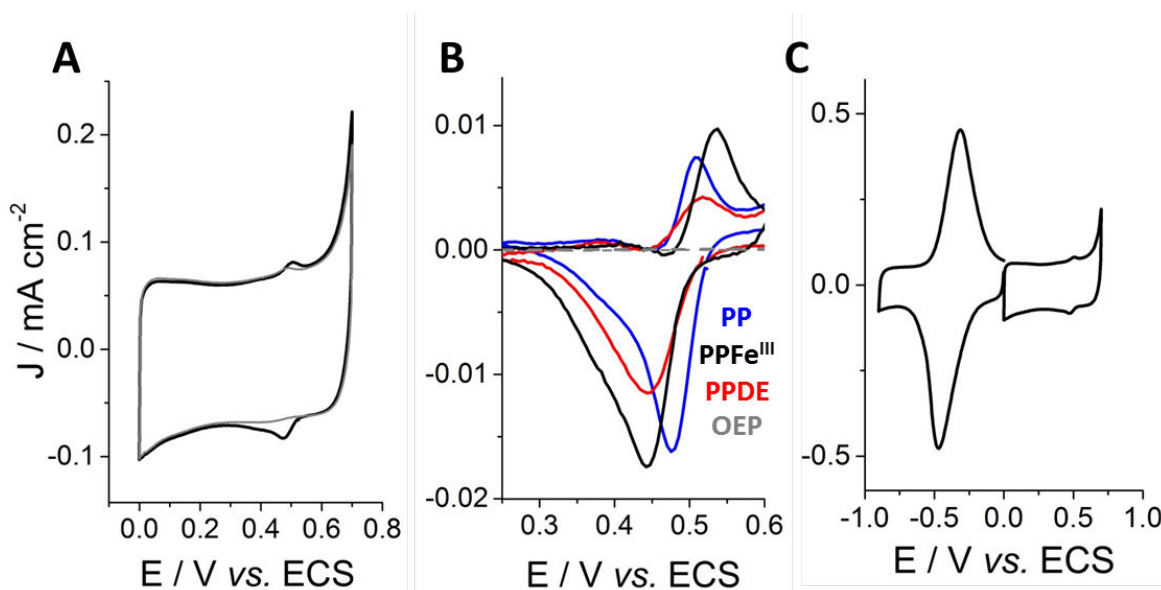 A
J / mA cm⁻²
0.2
0.1
0.0
-0.1
0.0 0.2 0.4 0.6 0.8
E / V vs. ECS
B
0.01
0.00
-0.01
-0.02
PP
PPFeᴵᴵᴵ
PPDE
OEP
0.3 0.4 0.5 0.6
E / V vs. ECS
C
0.5
0.0
-0.5
-1.0 -0.5 0.0 0.5 1.0
E / V vs. ECS